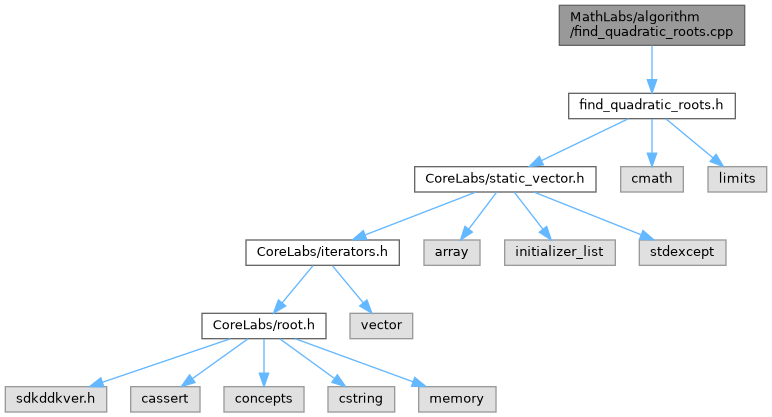 MathLabs/algorithm
/find_quadratic_roots.cpp
find_quadratic_roots.h
CoreLabs/static_vector.h
cmath
limits
CoreLabs/iterators.h
array
initializer_list
stdexcept
CoreLabs/root.h
vector
sdkddkver.h
cassert
concepts
cstring
memory